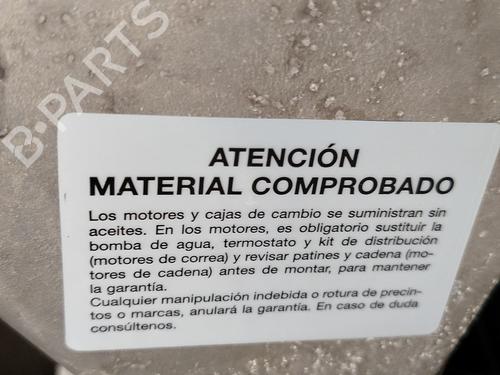 B-PARTS
ATENCIÓN
MATERIAL COMPROBADO
Los motores y cajas de cambio se suministran sin
aceites. En los motores, es obligatorio sustituir la
bomba de agua, termostato y kit de distribución
(motores de correa) y revisar patines y cadena (mo-
tores de cadena) antes de montar, para mantener
la garantía.
Cualquier manipulación indebida o rotura de precin-
tos o marcas, anulará la garantía. En caso de duda
consúltenos.